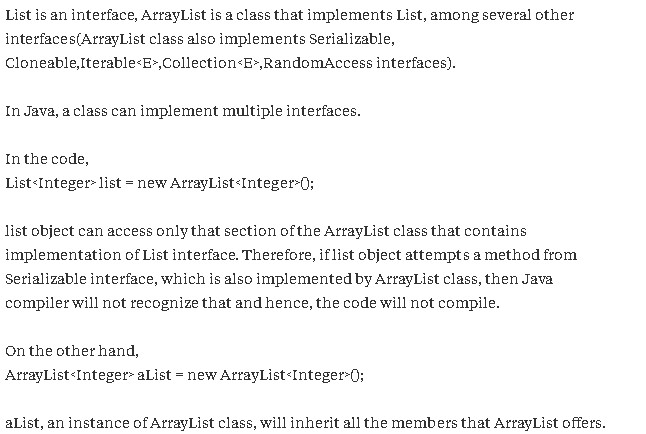 List is an interface, ArrayList is a class that implements List, among several other
interfaces(ArrayList class also implements Serializable,
Cloneable,Iterable<E>,Collection<E>,RandomAccess interfaces).
In Java, a class can implement multiple interfaces.
In the code,
List<Integer> list = new ArrayList<Integer>();
list object can access only that section of the ArrayList class that contains
implementation of List interface. Therefore, if list object attempts a method from
Serializable interface, which is also implemented by ArrayList class, then Java
compiler will not recognize that and hence, the code will not compile.
On the other hand,
ArrayList<Integer> aList = new ArrayList<Integer>();
aList, an instance of ArrayList class, will inherit all the members that ArrayList offers.